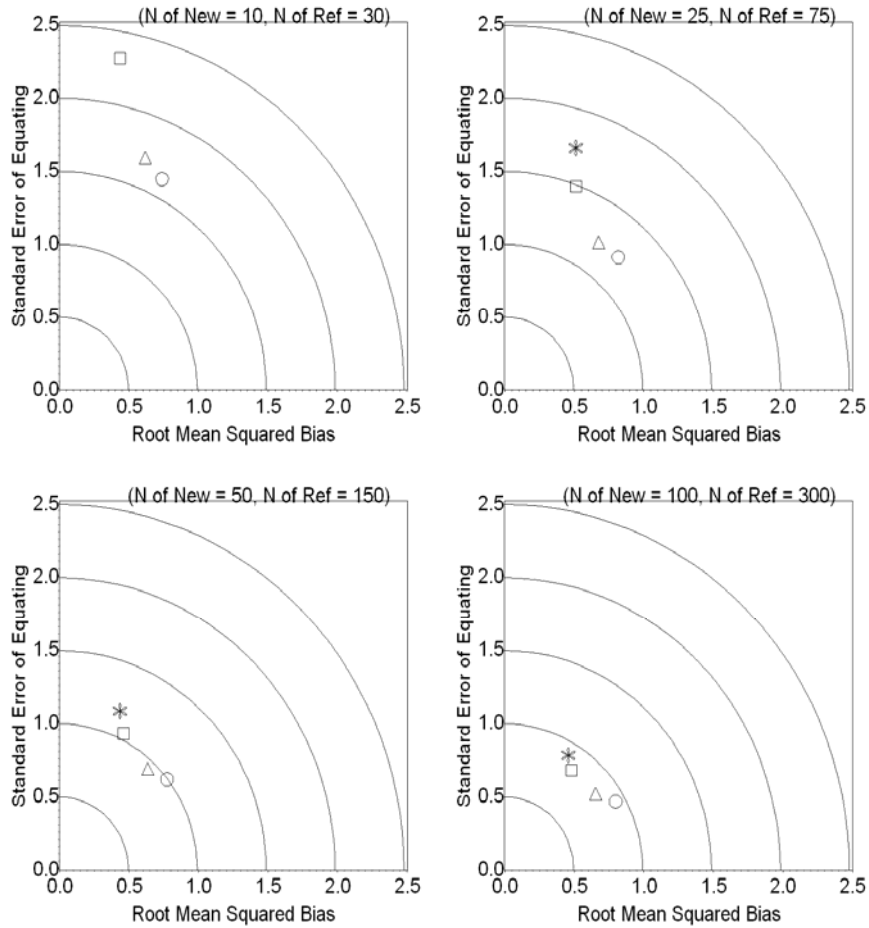 (N of New = 10, N of Ref = 30)
2.5
2.0
1.5
1.0
0.5
0.0
Standard Error of Equating
0.0 0.5 1.0 1.5 2.0 2.5
Root Mean Squared Bias
(N of New = 25, N of Ref = 75)
2.5
2.0
1.5
1.0
0.5
0.0
Standard Error of Equating
0.0 0.5 1.0 1.5 2.0 2.5
Root Mean Squared Bias
(N of New = 50, N of Ref = 150)
2.5
2.0
1.5
1.0
0.5
0.0
Standard Error of Equating
0.0 0.5 1.0 1.5 2.0 2.5
Root Mean Squared Bias
(N of New = 100, N of Ref = 300)
2.5
2.0
1.5
1.0
0.5
0.0
Standard Error of Equating
0.0 0.5 1.0 1.5 2.0 2.5
Root Mean Squared Bias